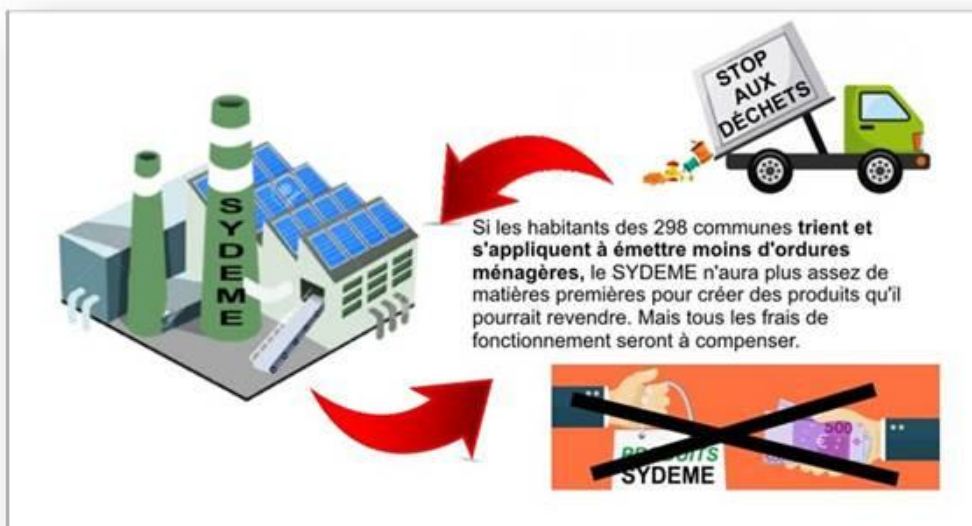 STOP
AUX
DÉCHETS
SYDEME
Si les habitants des 298 communes trient et
s'appliquent à émettre moins d'ordures
ménagères, le SYDEME n'aura plus assez de
matières premières pour créer des produits qu'il
pourrait revendre. Mais tous les frais de
fonctionnement seront à compenser.
500
PRODUITS
SYDEME